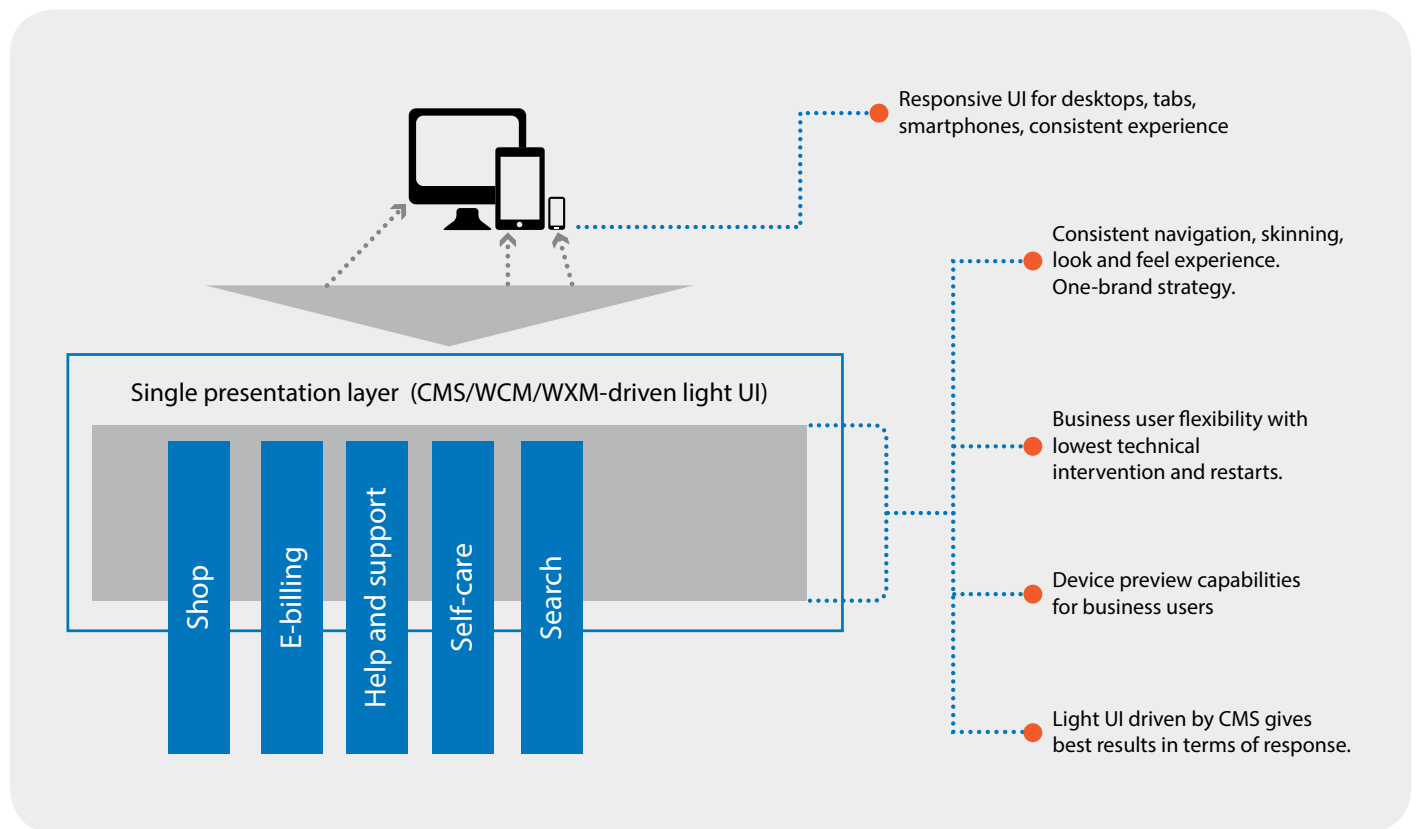 Responsive UI for desktops, tabs,
smartphones, consistent experience
Consistent navigation, skinning,
look and feel experience.
One-brand strategy.
Single presentation layer (CMS/WCM/WXM-driven light UI)
Business user flexibility with
lowest technical
intervention and restarts.
Shop
E-billing
Help and support
Self-care
Search
Device preview capabilities
for business users
Light UI driven by CMS gives
best results in terms of response.